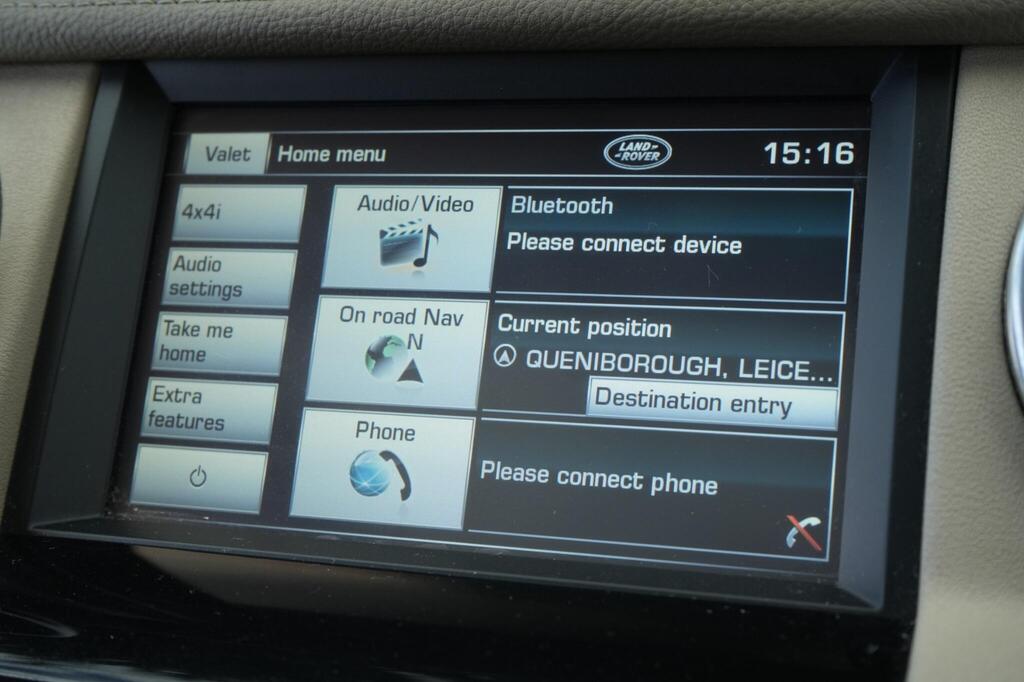 Valet
Home menu
LAND-
-ROVER
15:16
4x4i
Audio
settings
Take me
home
Extra
features
Audio/Video
Bluetooth
Please connect device
On road Nav
N
Current position
QUENIBOROUGH, LEICE...
Destination entry
Phone
Please connect phone